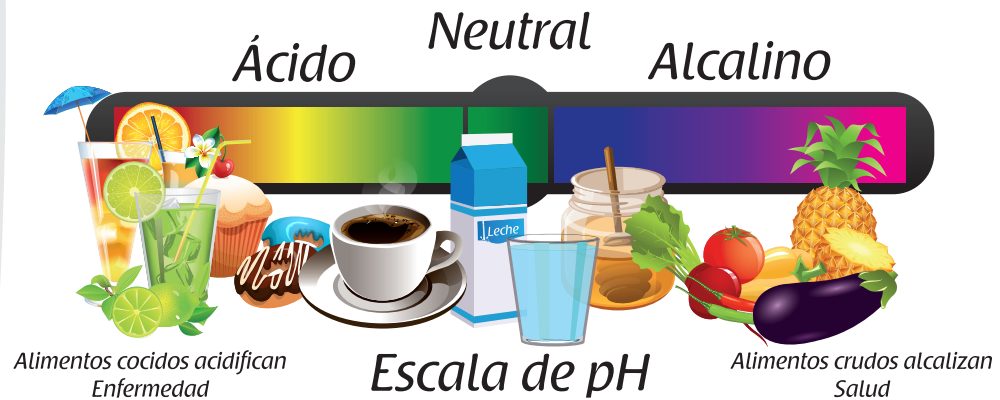 Neutral
Ácido
Alcalino
Leche
Escala de pH
Alimentos cocidos acidifican
Enfermedad
Alimentos crudos alcalizan
Salud